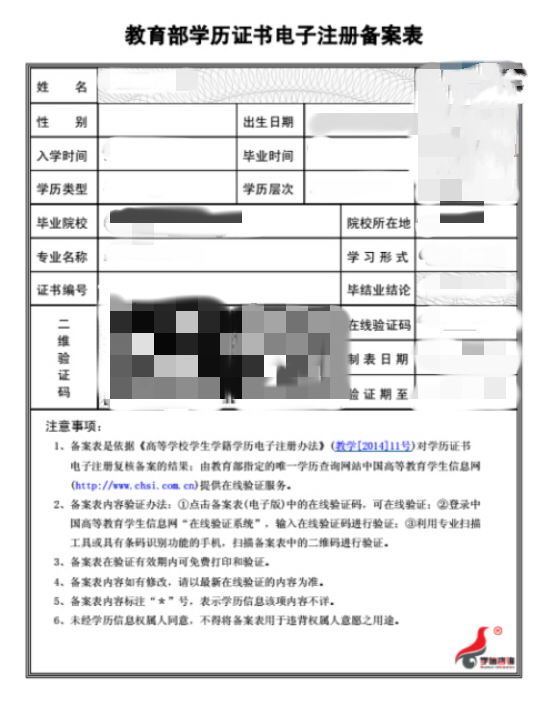 教育部学历证书电子注册备案表
姓 名
性 别 出生日期
入学时间 毕业时间
学历类型 学历层次
毕业院校 院校所在地
专业名称 学习形式
证书编号 毕结业结论
二维验证码 在线验证码
制表日期
验证期至
注意事项：
1、备案表是依据《高等学校学生学籍学历电子注册办法》(教学[2014]11号)对学历证书
电子注册复核备案的结果；由教育部指定的唯一学历查询网站中国高等教育学生信息网
(http://www.chsi.com.cn)提供在线验证服务。
2、备案表内容验证办法：①点击备案表(电子版)中的在线验证码，可在线验证；②登录中
国高等教育学生信息网“在线验证系统”，输入在线验证码进行验证；③利用专业扫描
工具或具有条码识别功能的手机，扫描备案表中的二维码进行验证。
3、备案表在验证有效期内可免费打印和验证。
4、备案表内容如有修改，请以最新在线验证的内容为准。
5、备案表内容标注“＊”号，表示学历信息该项内容不详。
6、未经学历信息权属人同意，不得将备案表用于违背权属人意愿之用途。
®
学信咨询